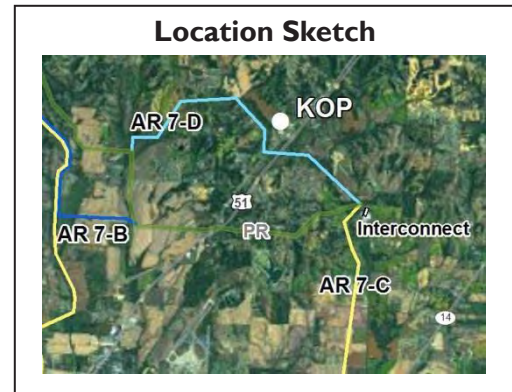 Location Sketch
KOP
AR 7-D
51
Interconnect
AR 7-B
PR
AR 7-C
14